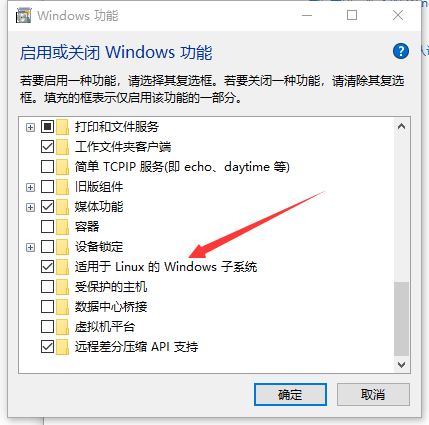 Windows 功能
启用或关闭 Windows 功能
若要启用一种功能，请选择其复选框。若要关闭一种功能，请清除其复选
框。填充的框表示仅启用该功能的一部分。
打印和文件服务
工作文件夹客户端
简单 TCPIP 服务(即 echo、daytime 等)
旧版组件
媒体功能
容器
设备锁定
适用于 Linux 的 Windows 子系统
受保护的主机
数据中心桥接
虚拟机平台
远程差分压缩 API 支持
确定
取消